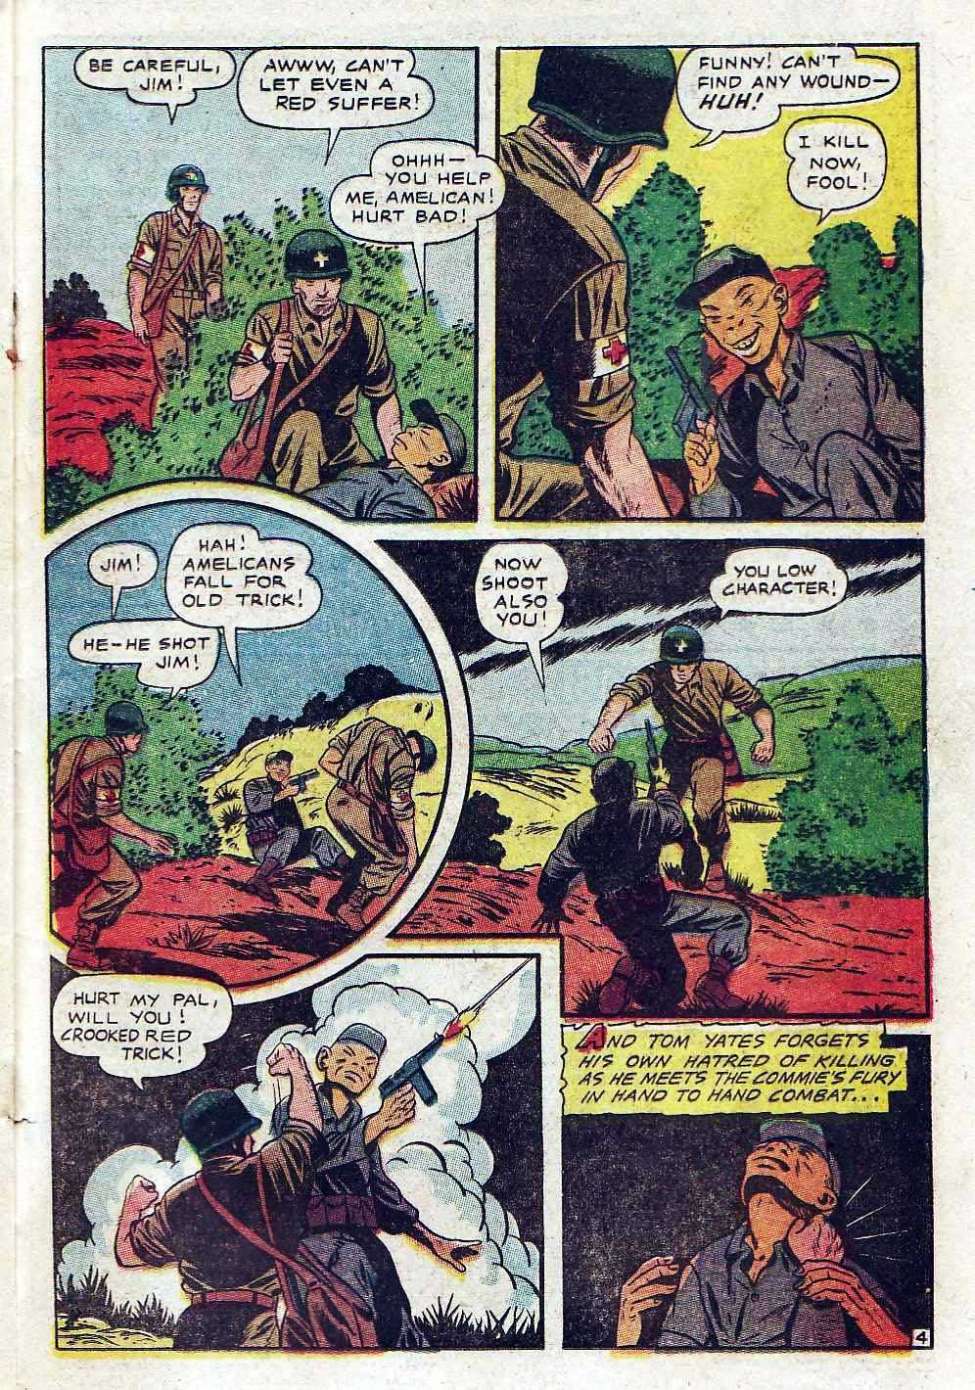 BE CAREFUL,
JIM!
AWWW, CAN'T
LET EVEN A
RED SUFFER!
OHHH—
YOU HELP
ME, AMELICAN!
HURT BAD!
FUNNY! CAN'T
FIND ANY WOUND—
HUH!
I KILL
NOW,
FOOL!
JIM!
HAH!
AMELICANS
FALL FOR
OLD TRICK!
HE-HE SHOT
JIM!
NOW
SHOOT
ALSO
YOU!
YOU LOW
CHARACTER!
HURT MY PAL,
WILL YOU!
CROOKED RED
TRICK!
AND TOM YATES FORGETS
HIS OWN HATRED OF KILLING
AS HE MEETS THE COMMIE'S FURY
IN HAND TO HAND COMBAT...
4